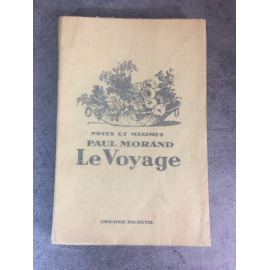 NOTES ET MAXIMES
PAUL MORAND
Le Voyage
LIBRAIRIE HACHETTE